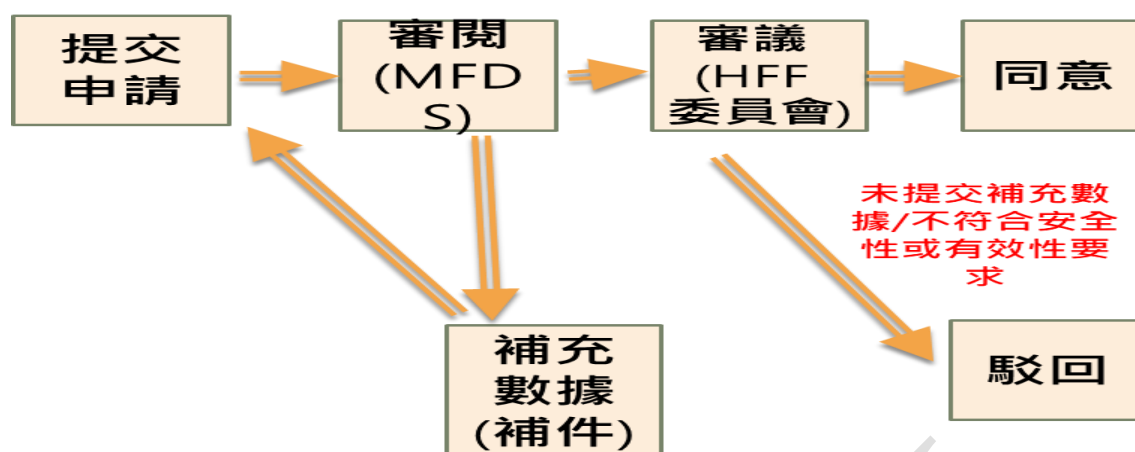 提交
申請
審閱
(MFD
S)
審議
(HFF
委員會)
同意
未提交補充數
據/不符合安全
性或有效性要
求
補充
數據
(補件)
駁回